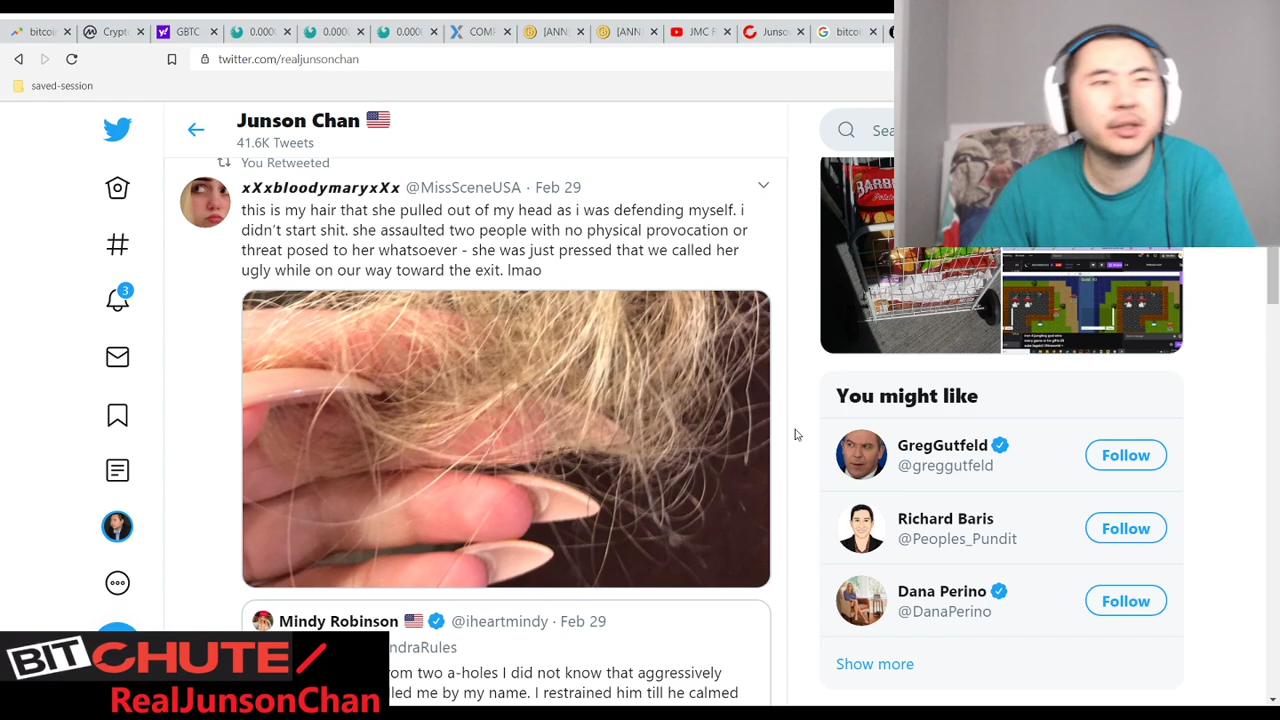 bitcoi
Crypt
GBTC
0.000
0.000
0.000
COMF
[ANN
[ANN
JMC F
Junso
bitco
twitter.com/realjunsonchan
saved-session
Junson Chan
41.6K Tweets
Sea
You Retweeted
xXxbloodymaryxXx @MissSceneUSA · Feb 29
this is my hair that she pulled out of my head as i was defending myself. i
didn't start shit. she assaulted two people with no physical provocation or
threat posed to her whatsoever - she was just pressed that we called her
ugly while on our way toward the exit. lmao
3
BARB
You might like
GregGutfeld
@greggutfeld
Follow
Richard Baris
@Peoples_Pundit
Follow
Dana Perino
@DanaPerino
Follow
Show more
Mindy Robinson @iheartmindy · Feb 29
ndraRules
om two a-holes I did not know that aggressively
led me by my name. I restrained him till he calmed
BITCHUTE
RealJunsonChan